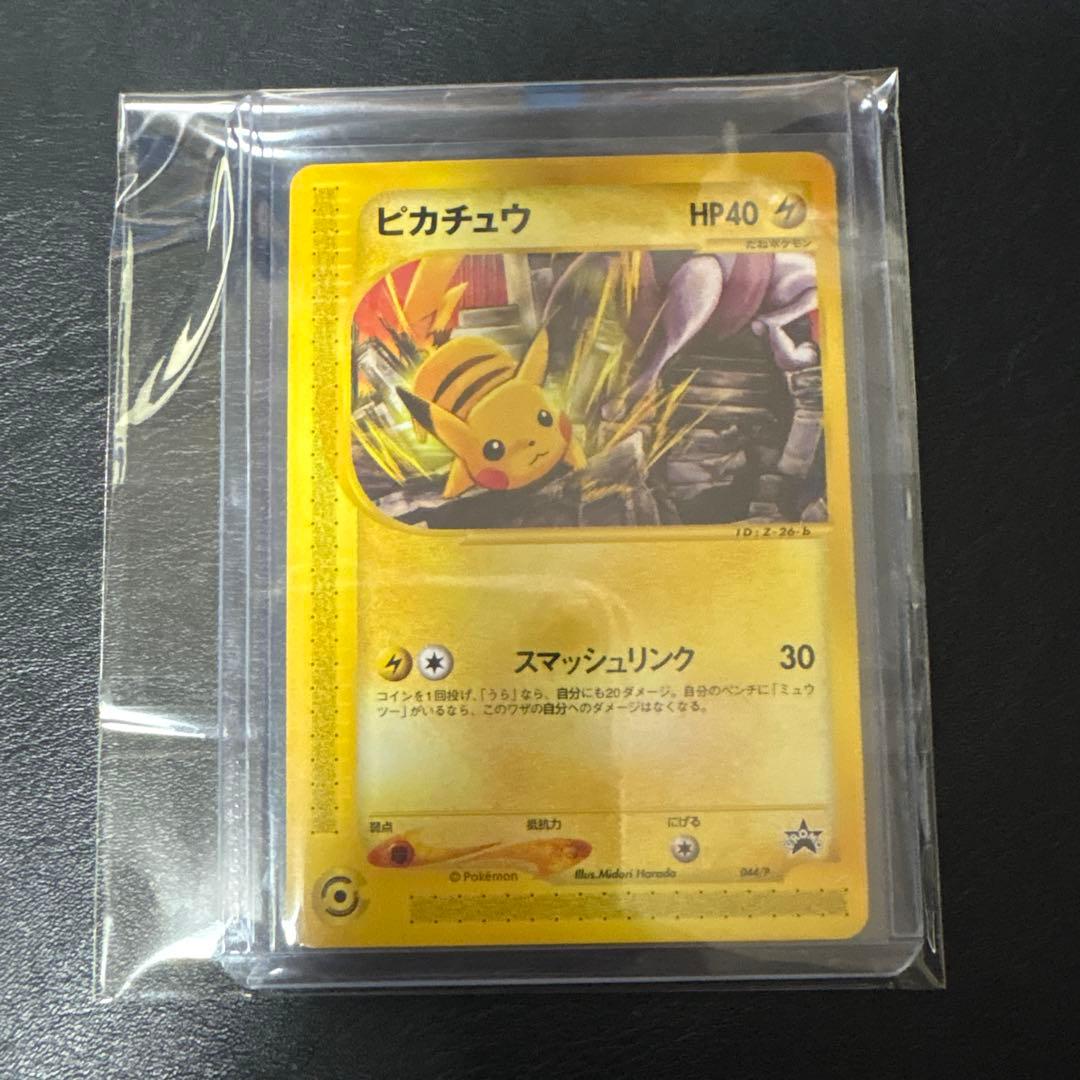 ピカチュウ HP40
たねポケモン
ID:Z-26-b
スマッシュリンク 30
コインを1回投げ、「うら」なら、自分にも20ダメージ。自分のベンチに「ミュウ
ツー」がいるなら、このワザの自分へのダメージはなくなる。
弱点 抵抗力 にげる
PROMO
© Pokémon Illus.Midori Harada 044/P